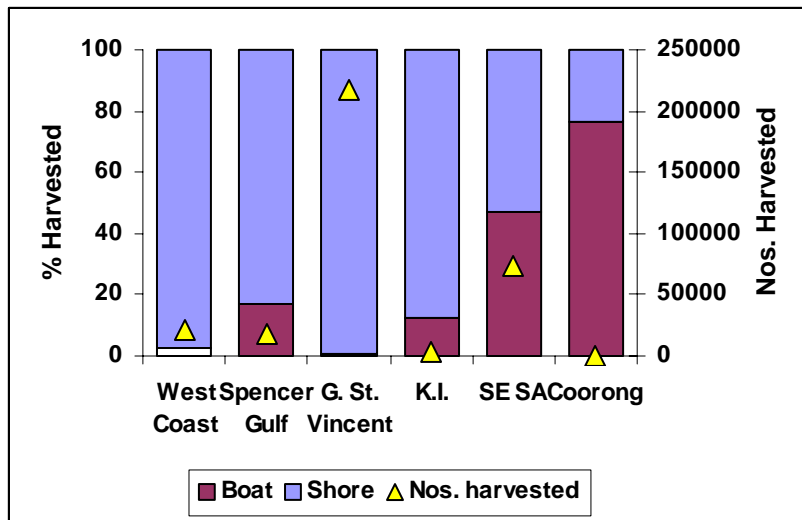 % Harvested
100
80
60
40
20
0
250000
200000
150000
100000
50000
0
Nos. Harvested
West Spencer G. St. K.I. SE SA Coorong
Coast Gulf Vincent
Boat Shore Nos. harvested